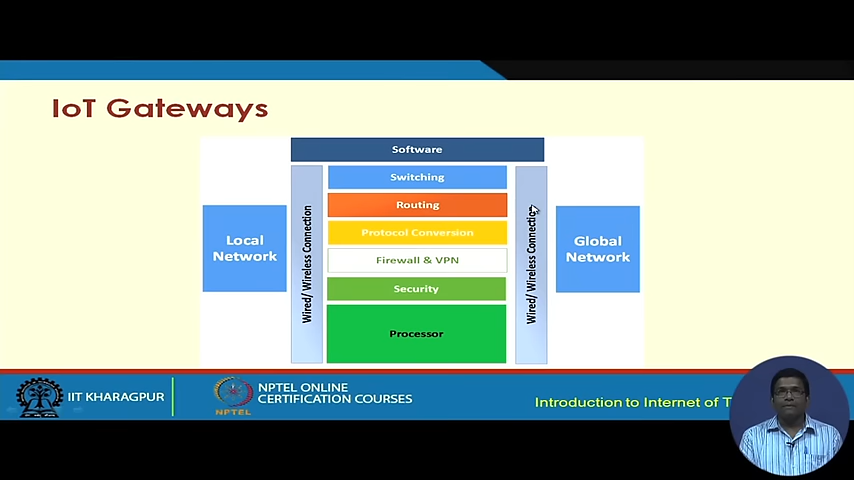 IoT Gateways
Software
Switching
Routing
Protocol Conversion
Firewall & VPN
Security
Processor
Local
Network
Wired/ Wireless Connection
Wired/ Wireless Connection
Global
Network
IIT KHARAGPUR
NPTEL
NPTEL ONLINE
CERTIFICATION COURSES
Introduction to Internet of